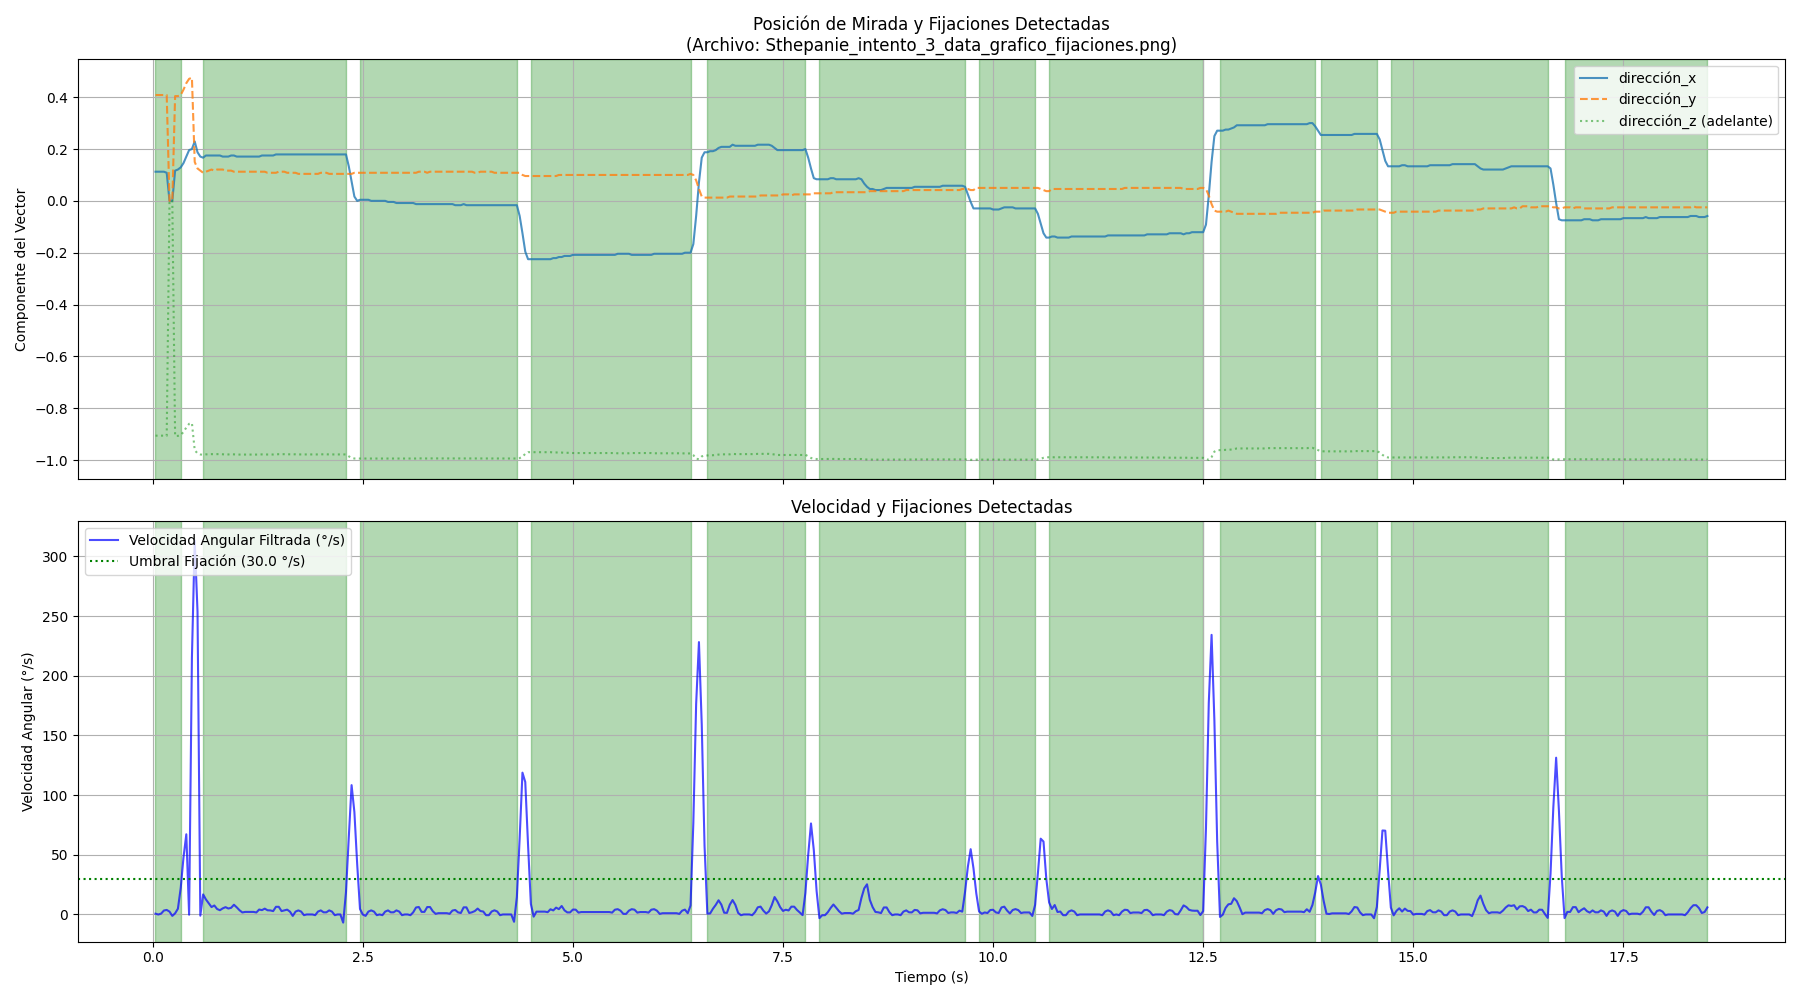 Posición de Mirada y Fijaciones Detectadas
(Archivo: Sthepanie_intento_3_data_grafico_fijaciones.png)
Componente del Vector
0.4
0.2
0.0
−0.2
−0.4
−0.6
−0.8
−1.0
dirección_x
dirección_y
dirección_z (adelante)
Velocidad y Fijaciones Detectadas
Velocidad Angular (°/s)
300
250
200
150
100
50
0
Velocidad Angular Filtrada (°/s)
Umbral Fijación (30.0 °/s)
0.0 2.5 5.0 7.5 10.0 12.5 15.0 17.5
Tiempo (s)